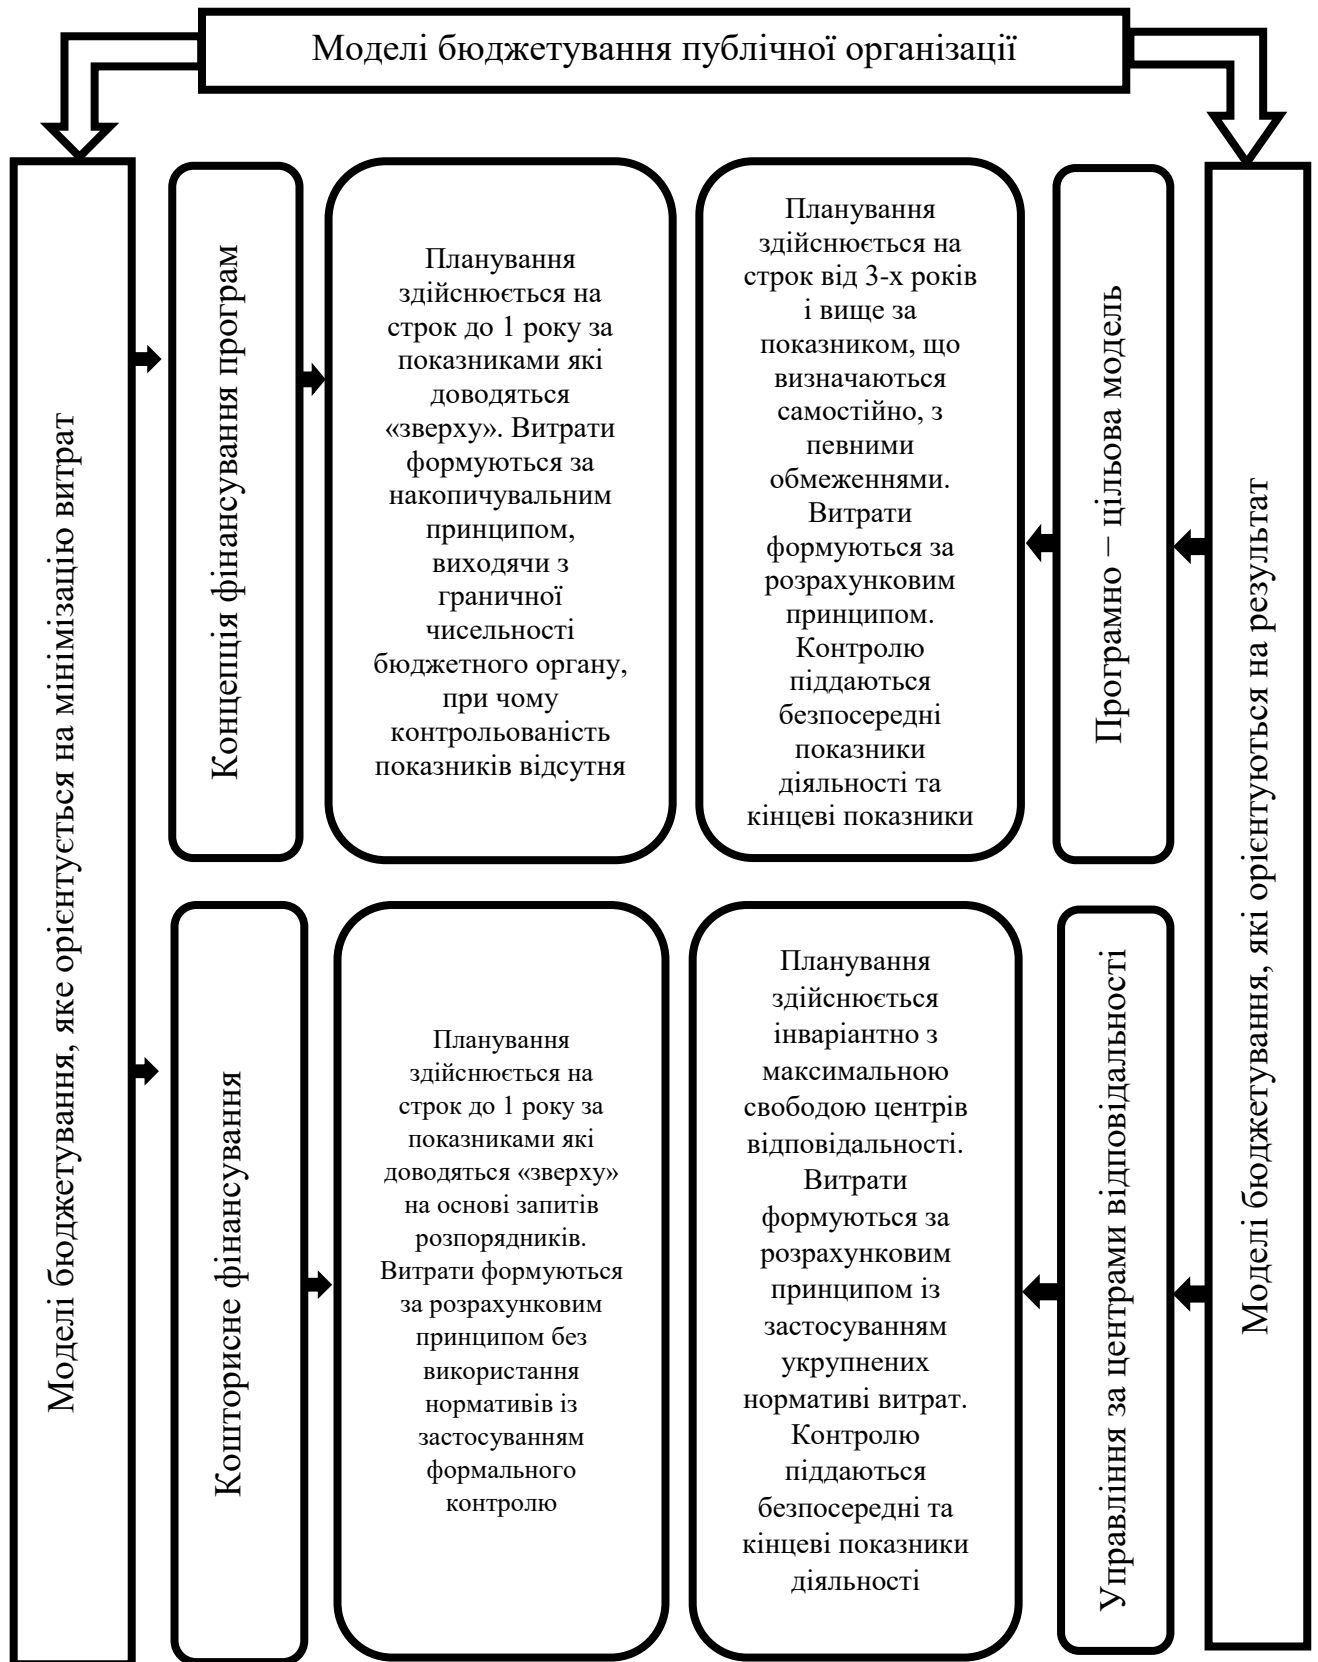 Моделі бюджетування публічної організації
Моделі бюджетування, яке орієнтується на мінімізацію витрат
Концепція фінансування програм
Планування
здійснюється на
строк до 1 року за
показниками які
доводяться
«зверху». Витрати
формуються за
накопичувальним
принципом,
виходячи з
граничної
чисельності
бюджетного органу,
при чому
контрольованість
показників відсутня
Планування
здійснюється на
строк від 3-х років
і вище за
показником, що
визначаються
самостійно, з
певними
обмеженнями.
Витрати
формуються за
розрахунковим
принципом.
Контролю
піддаються
безпосередні
показники
діяльності та
кінцеві показники
Програмно – цільова модель
Моделі бюджетування, які орієнтуються на результат
Кошторисне фінансування
Планування
здійснюється на
строк до 1 року за
показниками які
доводяться «зверху»
на основі запитів
розпорядників.
Витрати формуються
за розрахунковим
принципом без
використання
нормативів із
застосуванням
формального
контролю
Планування
здійснюється
інваріантно з
максимальною
свободою центрів
відповідальності.
Витрати
формуються за
розрахунковим
принципом із
застосуванням
укрупнених
нормативі витрат.
Контролю
піддаються
безпосередні та
кінцеві показники
діяльності
Управління за центрами відповідальності